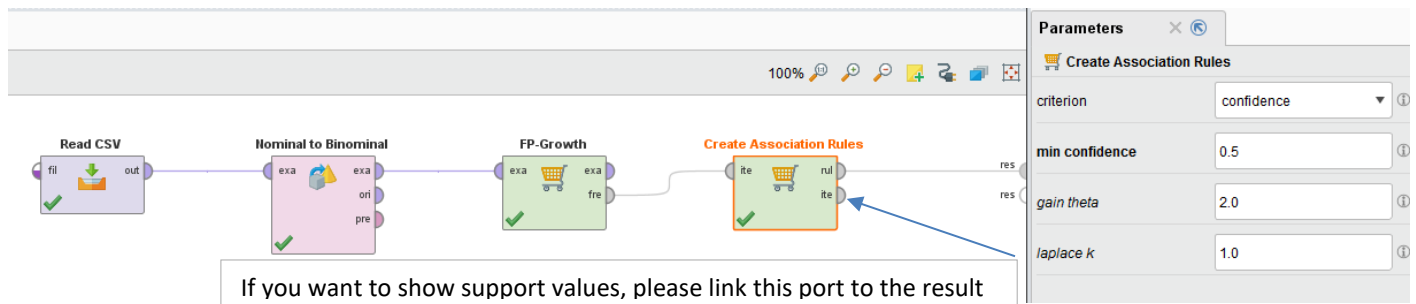 Parameters
Create Association Rules
100%
criterion
confidence
Read CSV
Nominal to Binominal
FP-Growth
Create Association Rules
min confidence
0.5
fil
out
exa
exa
exa
exa
ite
rul
res
ori
fre
ite
res
gain theta
2.0
pre
laplace k
1.0
If you want to show support values, please link this port to the result